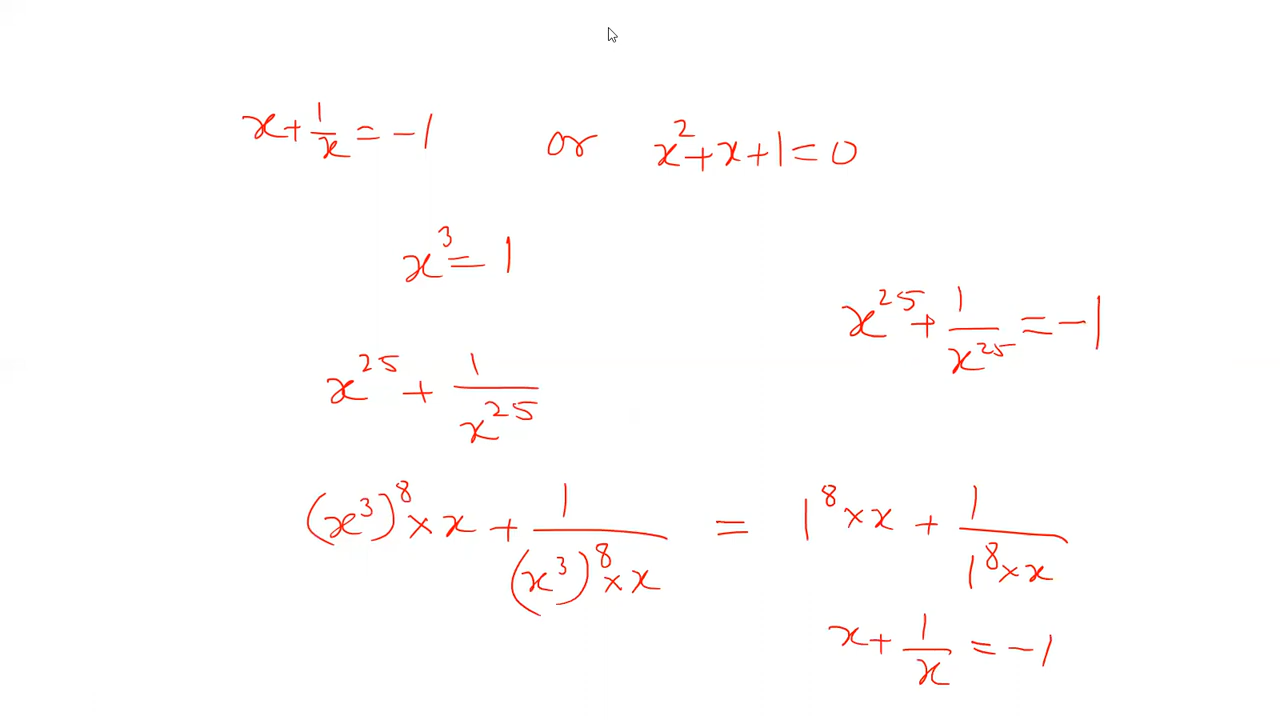 x + 1/x = -1 or x² + x + 1 = 0
x³ = 1
x²⁵ + 1/x²⁵ = -1
x²⁵ + 1/x²⁵
(x³)⁸ × x + 1/((x³)⁸ × x) = 1⁸ × x + 1/(1⁸ × x)
x + 1/x = -1